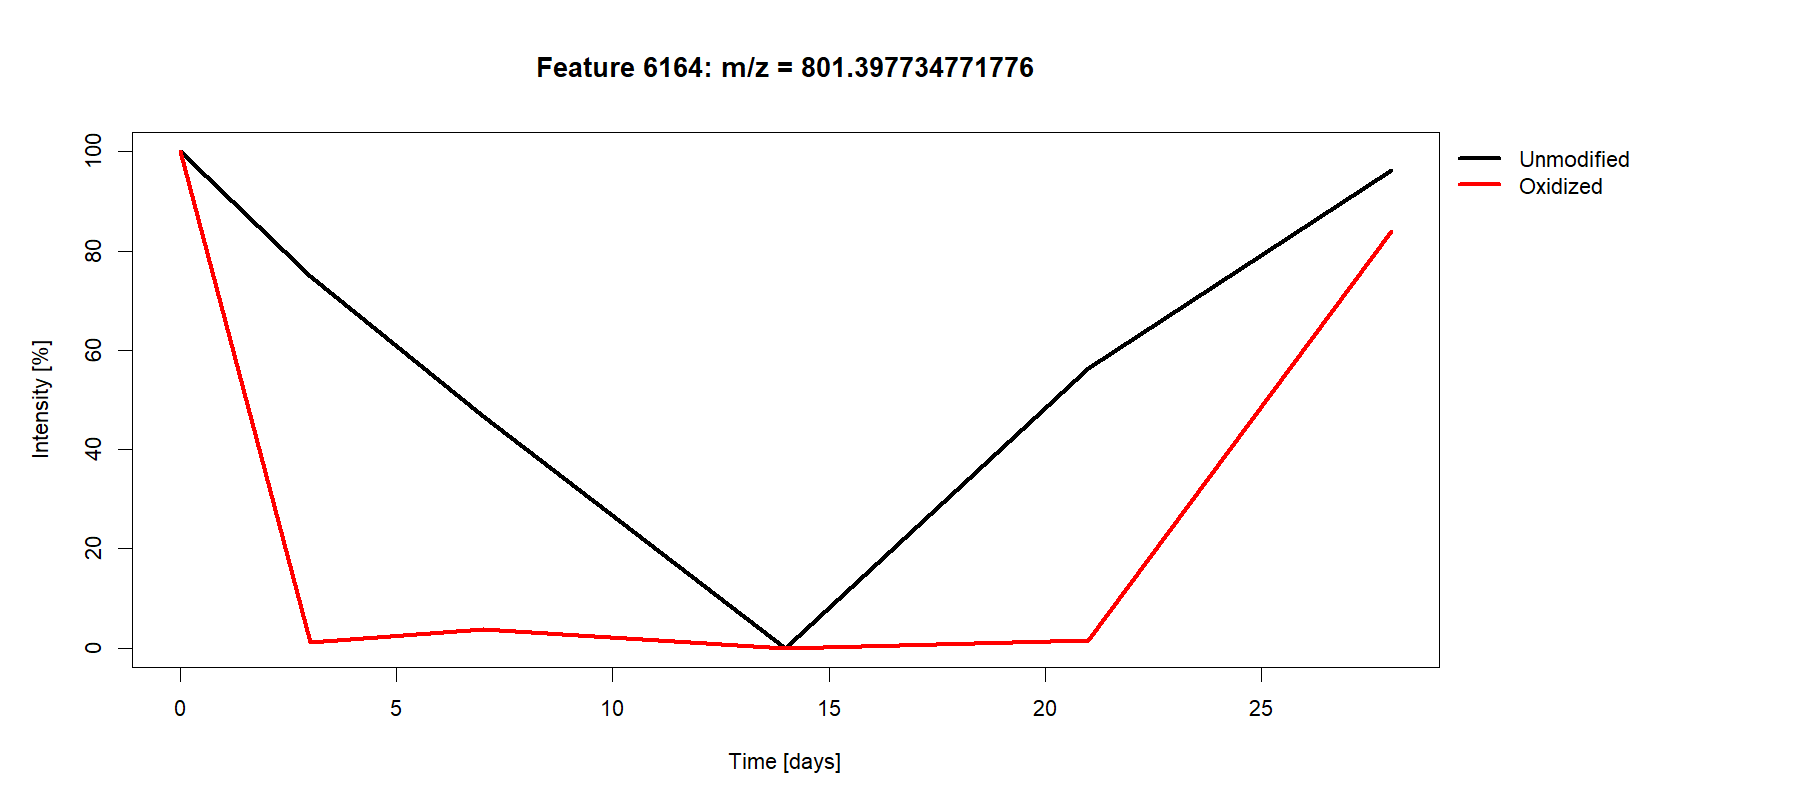 Feature 6164: m/z = 801.397734771776
Unmodified
Oxidized
Intensity [%]
100
80
60
40
20
0
0 5 10 15 20 25
Time [days]